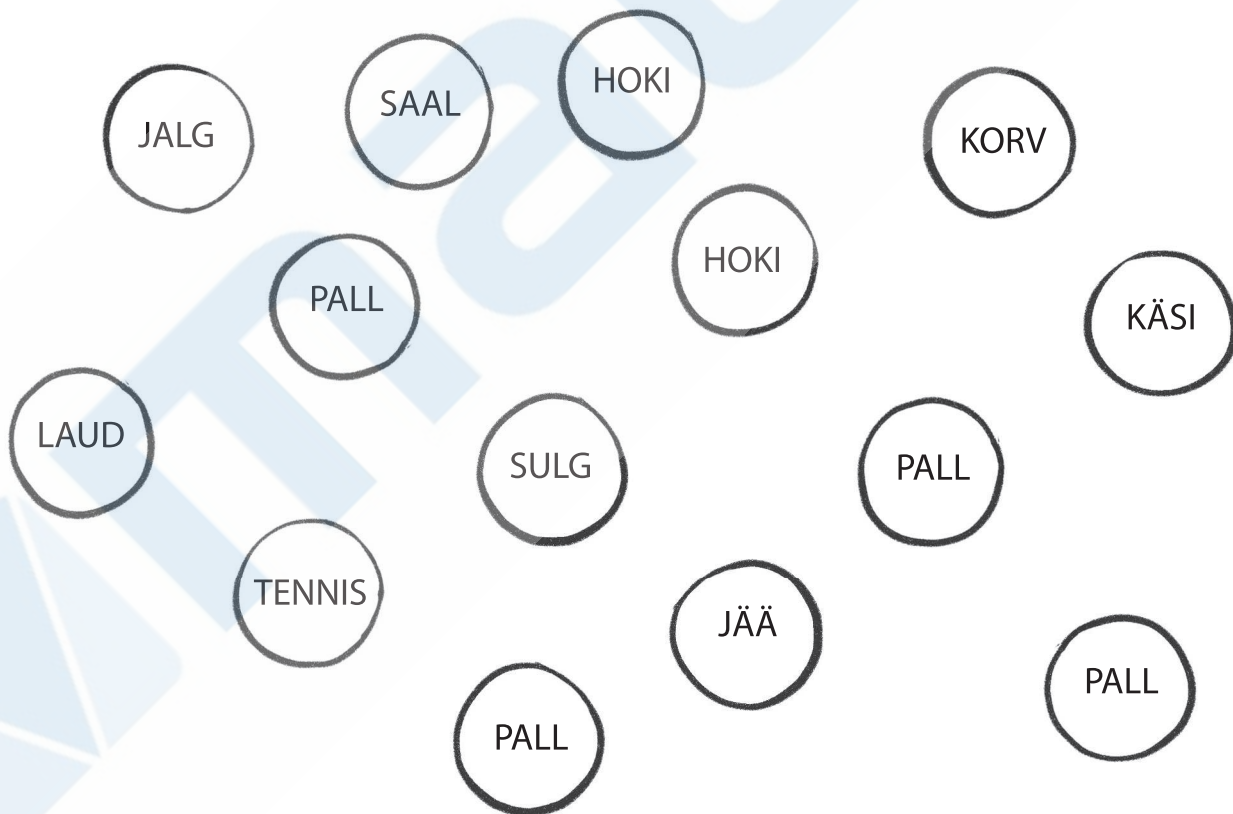 HOKI
SAAL
JALG
KORV
HOKI
PALL
KÄSI
LAUD
SULG
PALL
TENNIS
JÄÄ
PALL
PALL